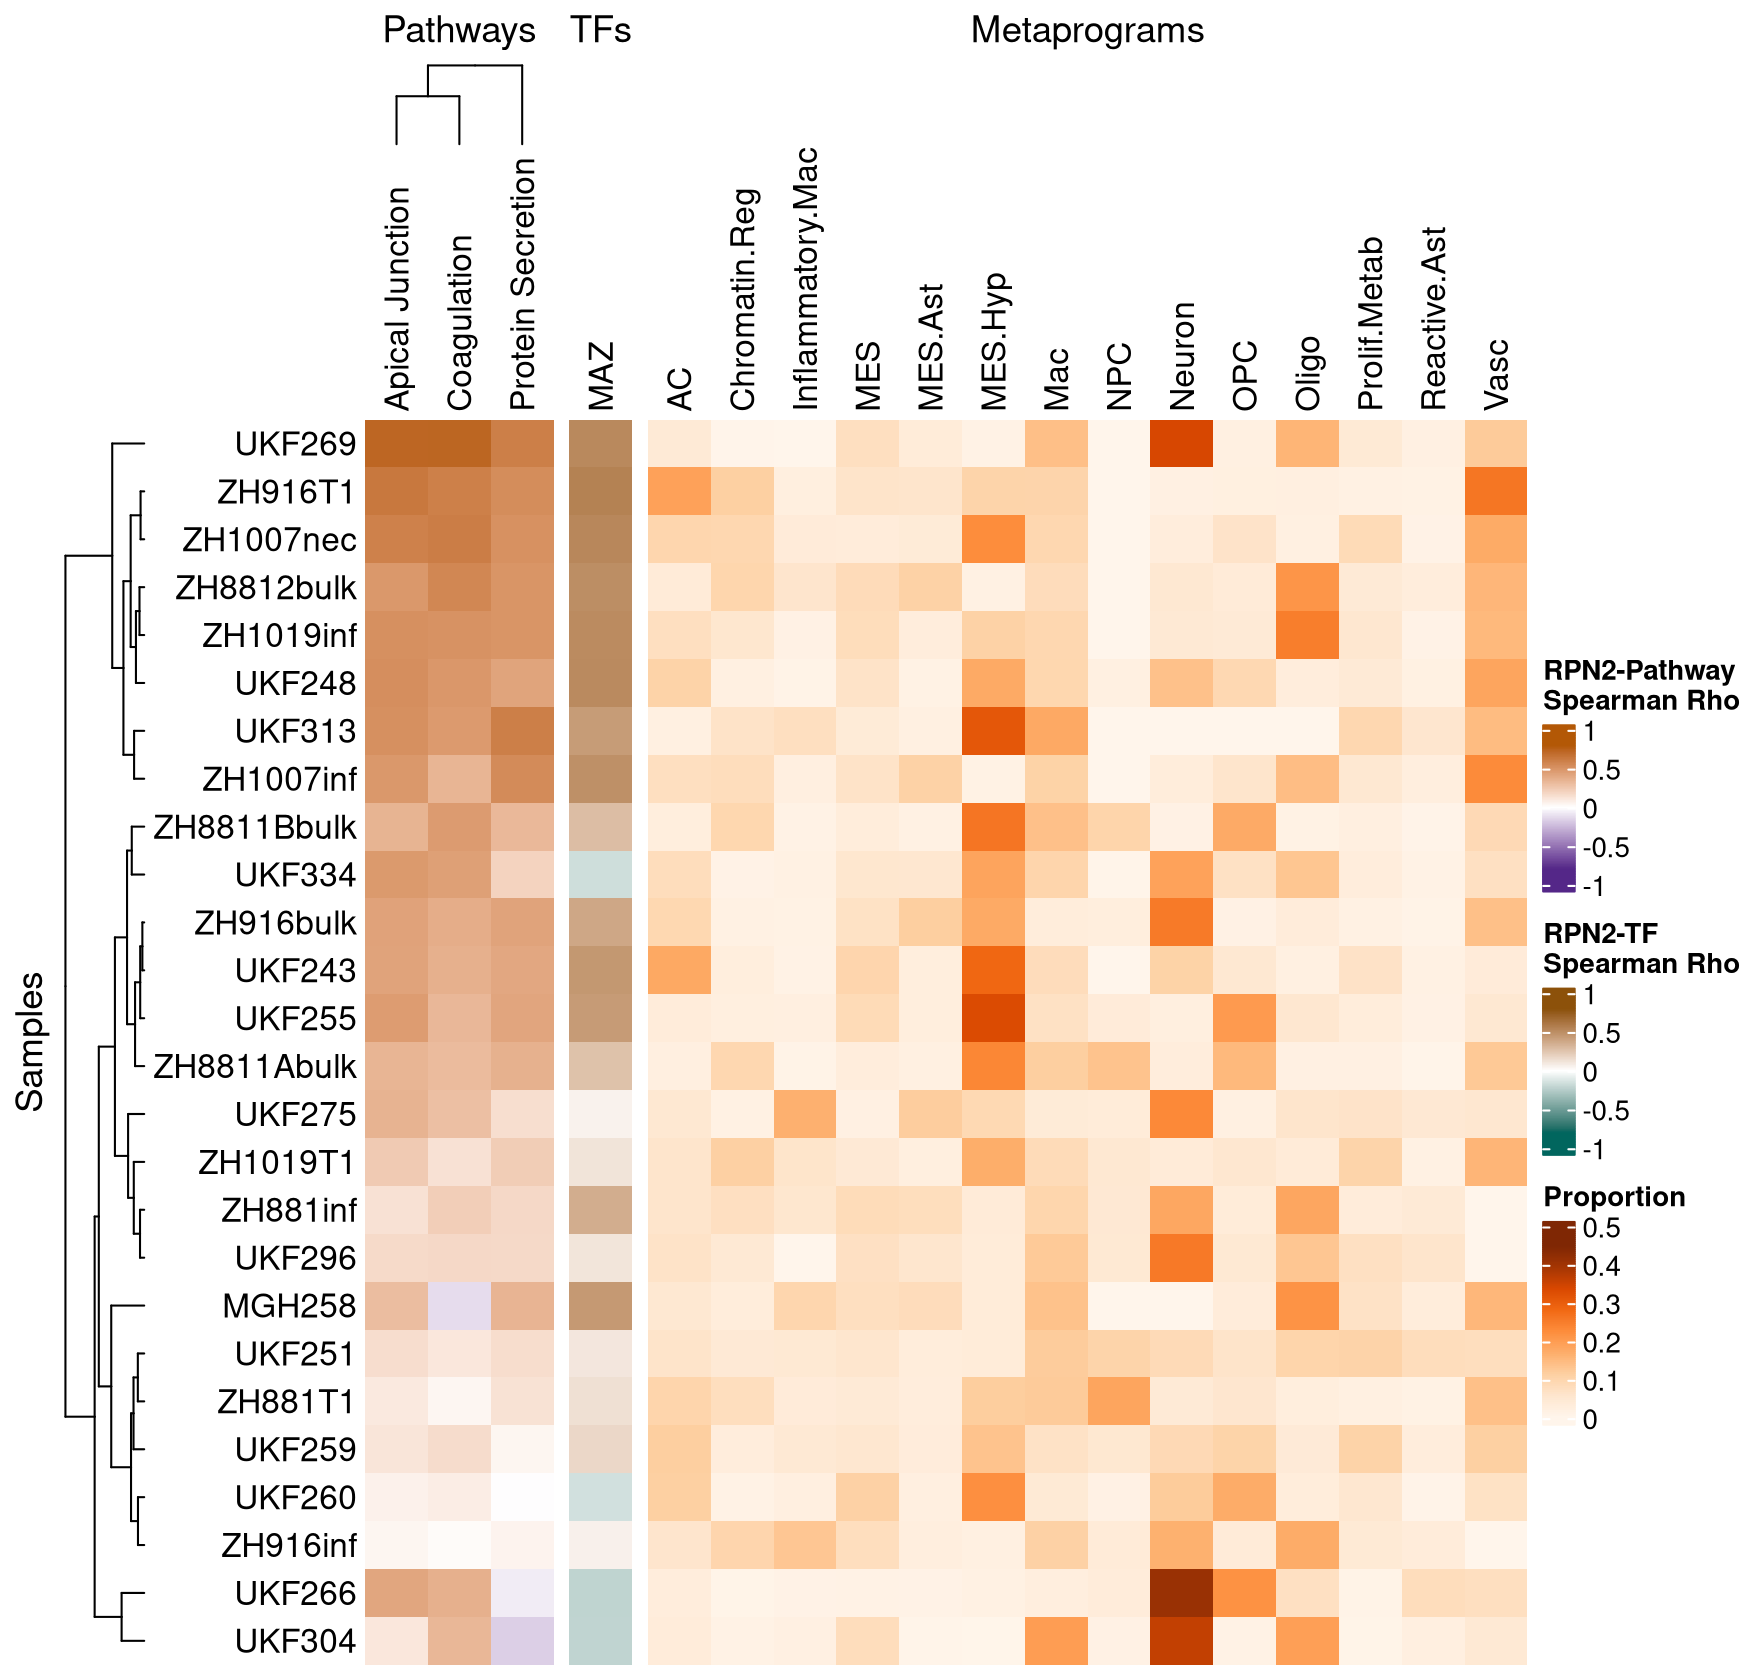 Pathways TFs Metaprograms
Apical Junction
Coagulation
Protein Secretion
MAZ
AC
Chromatin.Reg
Inflammatory.Mac
MES
MES.Ast
MES.Hyp
Mac
NPC
Neuron
OPC
Oligo
Prolif.Metab
Reactive.Ast
Vasc
Samples
UKF269
ZH916T1
ZH1007nec
ZH8812bulk
ZH1019inf
UKF248
UKF313
ZH1007inf
ZH8811Bbulk
UKF334
ZH916bulk
UKF243
UKF255
ZH8811Abulk
UKF275
ZH1019T1
ZH881inf
UKF296
MGH258
UKF251
ZH881T1
UKF259
UKF260
ZH916inf
UKF266
UKF304
RPN2-Pathway
Spearman Rho
1
0.5
0
-0.5
-1
RPN2-TF
Spearman Rho
1
0.5
0
-0.5
-1
Proportion
0.5
0.4
0.3
0.2
0.1
0